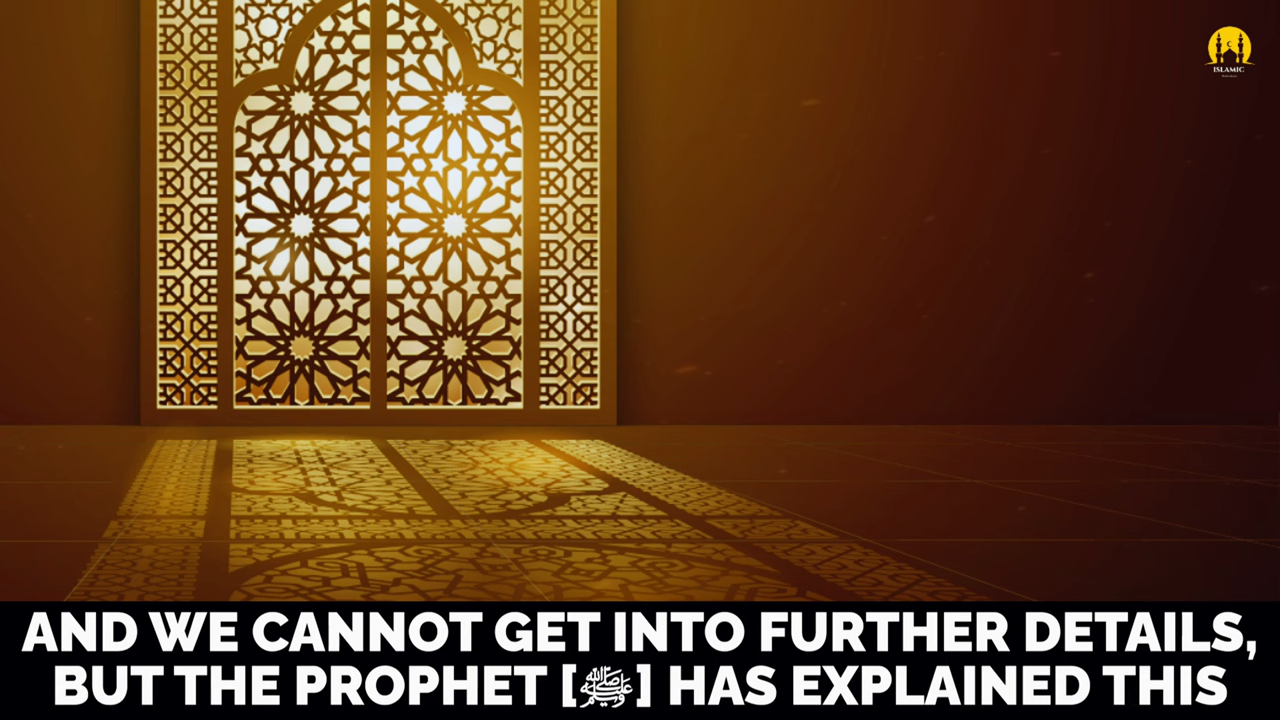 ISLAMIC
AND WE CANNOT GET INTO FURTHER DETAILS,
BUT THE PROPHET [ﷺ] HAS EXPLAINED THIS